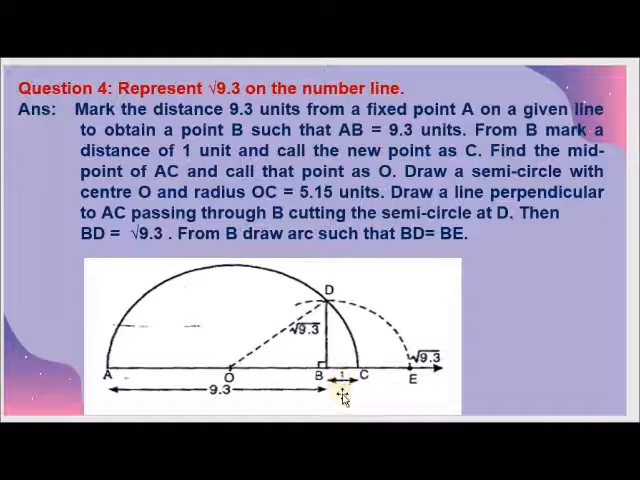 Question 4: Represent √9.3 on the number line.
Ans: Mark the distance 9.3 units from a fixed point A on a given line
to obtain a point B such that AB = 9.3 units. From B mark a
distance of 1 unit and call the new point as C. Find the mid-
point of AC and call that point as O. Draw a semi-circle with
centre O and radius OC = 5.15 units. Draw a line perpendicular
to AC passing through B cutting the semi-circle at D. Then
BD = √9.3 . From B draw arc such that BD= BE.
D
√9.3
√9.3
A O B 1 C E
9.3